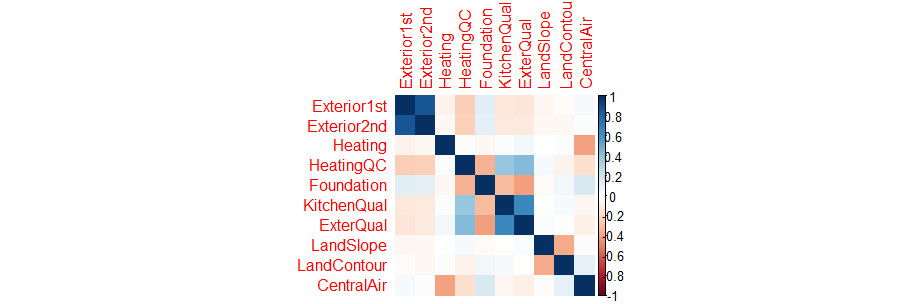 Exterior1st
Exterior2nd
Heating
HeatingQC
Foundation
KitchenQual
ExterQual
LandSlope
LandContour
CentralAir
Exterior1st
Exterior2nd
Heating
HeatingQC
Foundation
KitchenQual
ExterQual
LandSlope
LandContour
CentralAir
1
0.8
0.6
0.4
0.2
0
-0.2
-0.4
-0.6
-0.8
-1